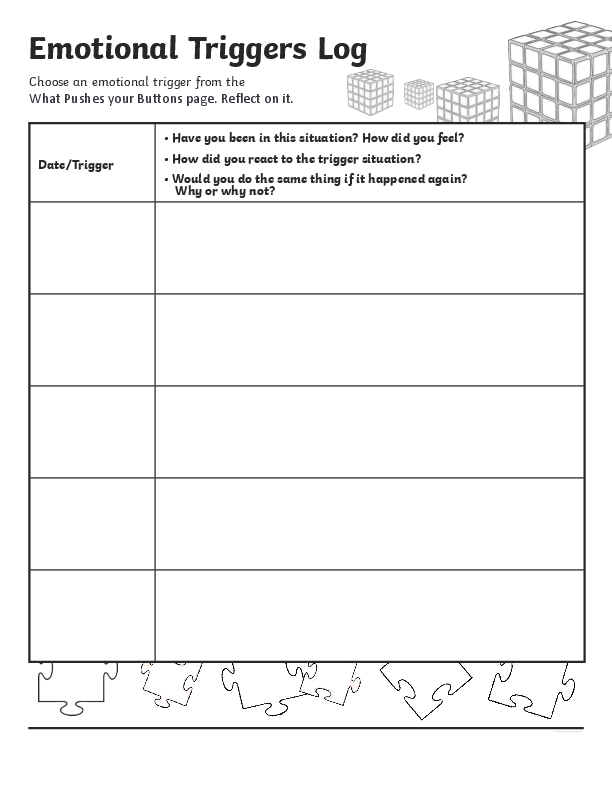 Emotional Triggers Log
Choose an emotional trigger from the
What Pushes your Buttons page. Reflect on it.
Date/Trigger
• Have you been in this situation? How did you feel?
• How did you react to the trigger situation?
• Would you do the same thing if it happened again?
Why or why not?